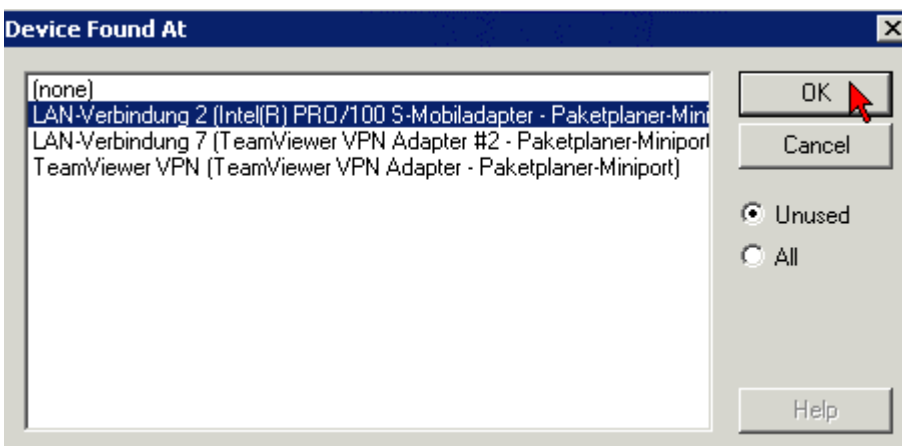 Device Found At
(none)
LAN-Verbindung 2 (Intel(R) PRO/100 S-Mobiladapter - Paketplaner-Mini
LAN-Verbindung 7 (TeamViewer VPN Adapter #2 - Paketplaner-Miniport
TeamViewer VPN (TeamViewer VPN Adapter - Paketplaner-Miniport)
OK
Cancel
Unused
All
Help